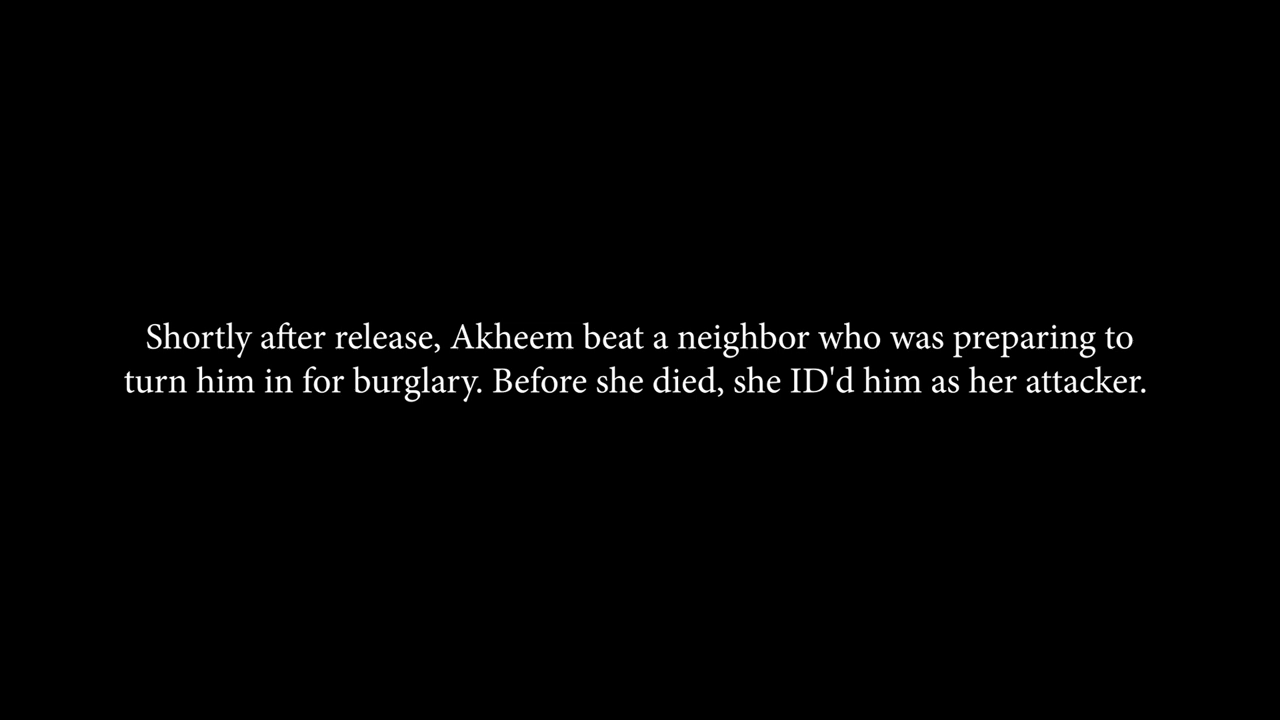 Shortly after release, Akheem beat a neighbor who was preparing to
turn him in for burglary. Before she died, she ID'd him as her attacker.